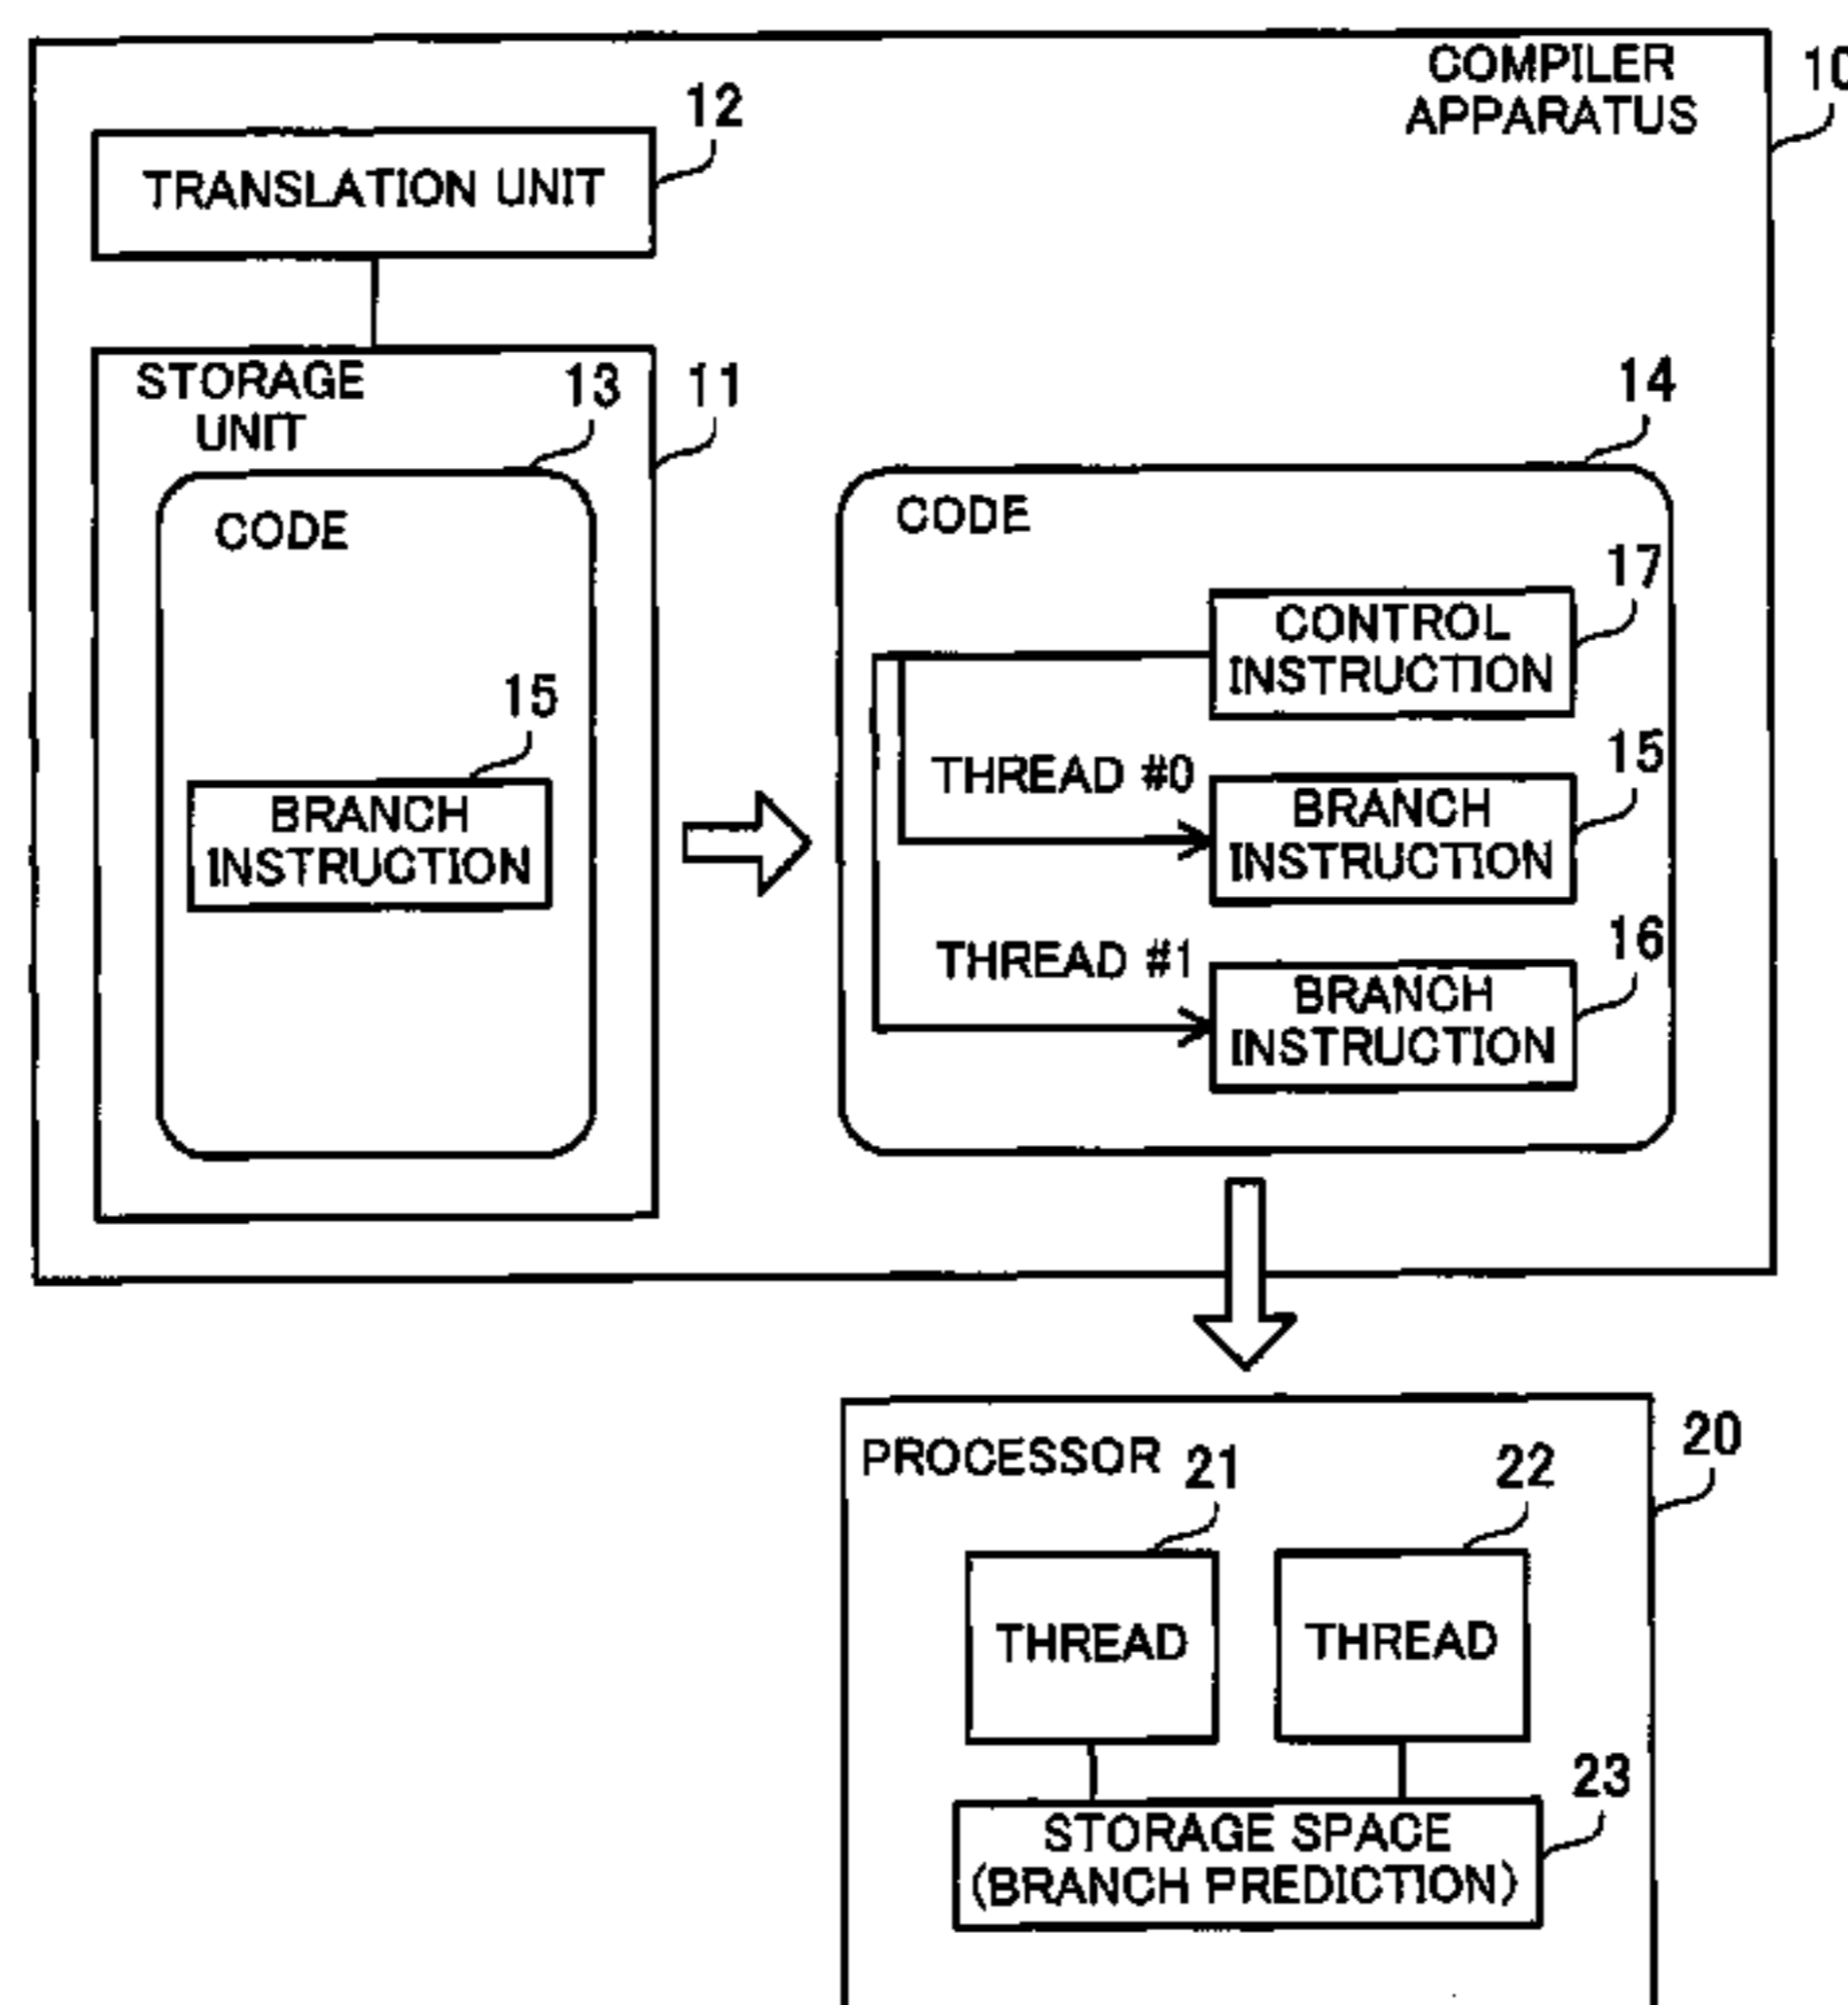 COMPILER
APPARATUS
10
12
TRANSLATION UNIT
STORAGE
UNIT
13
11
CODE
15
BRANCH
INSTRUCTION
14
CODE
17
CONTROL
INSTRUCTION
THREAD #0
15
BRANCH
INSTRUCTION
THREAD #1
16
BRANCH
INSTRUCTION
PROCESSOR
20
21
22
THREAD
THREAD
23
STORAGE SPACE
(BRANCH PREDICTION)